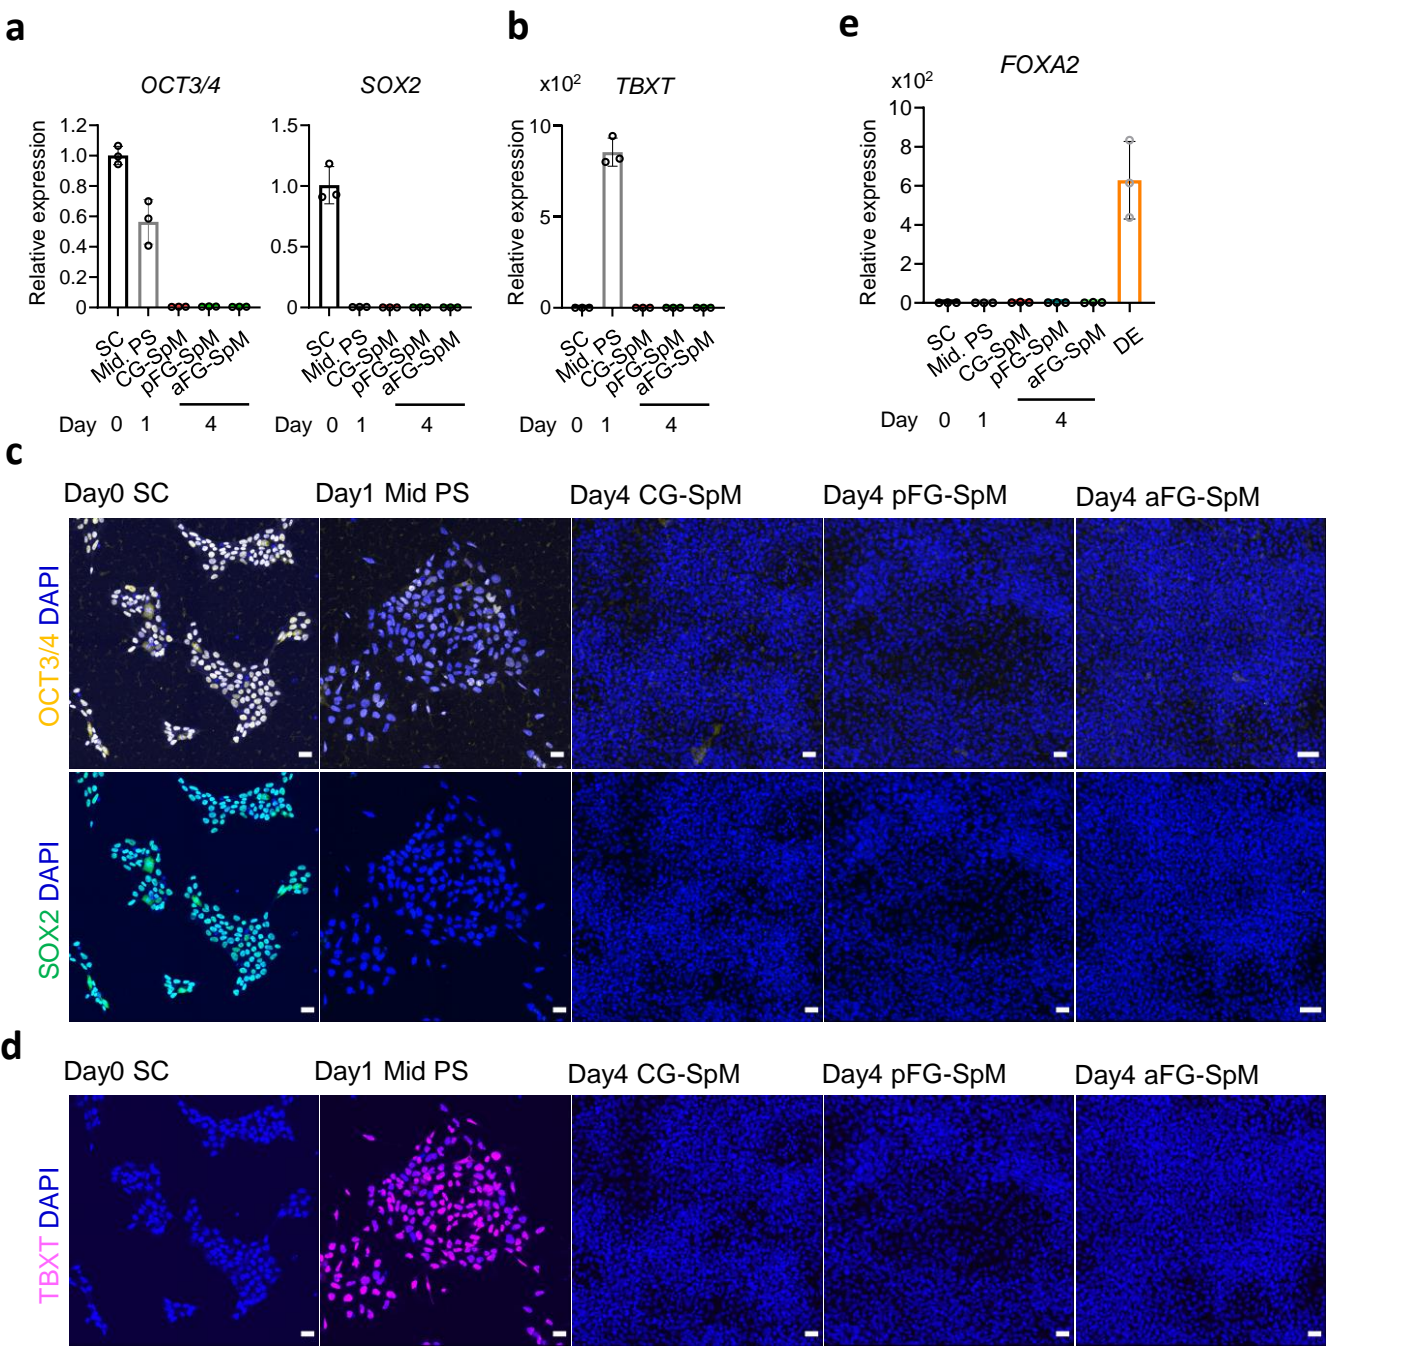 a
OCT3/4
Relative expression
1.2
1.0
0.8
0.6
0.4
0.2
0
SC
Mid. PS
CG-SpM
pFG-SpM
aFG-SpM
Day 0 1 4
SOX2
1.5
1.0
0.5
0
SC
Mid. PS
CG-SpM
pFG-SpM
aFG-SpM
Day 0 1 4
b
x10²
TBXT
Relative expression
10
5
0
SC
Mid. PS
CG-SpM
pFG-SpM
aFG-SpM
Day 0 1 4
e
FOXA2
x10²
Relative expression
10
8
6
4
2
0
SC
Mid. PS
CG-SpM
pFG-SpM
aFG-SpM
DE
Day 0 1 4
c
Day0 SC
Day1 Mid PS
Day4 CG-SpM
Day4 pFG-SpM
Day4 aFG-SpM
OCT3/4 DAPI
SOX2 DAPI
d
Day0 SC
Day1 Mid PS
Day4 CG-SpM
Day4 pFG-SpM
Day4 aFG-SpM
TBXT DAPI